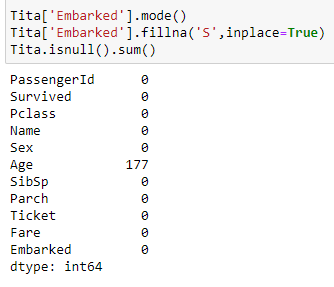 Tita['Embarked'].mode()
Tita['Embarked'].fillna('S',inplace=True)
Tita.isnull().sum()
PassengerId 0
Survived 0
Pclass 0
Name 0
Sex 0
Age 177
SibSp 0
Parch 0
Ticket 0
Fare 0
Embarked 0
dtype: int64